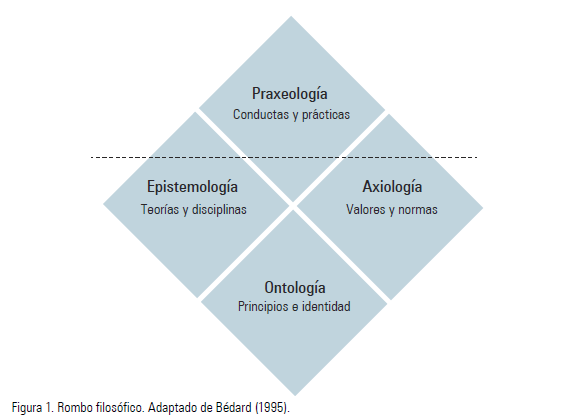 Praxeología
Conductas y prácticas
Epistemología
Teorías y disciplinas
Axiología
Valores y normas
Ontología
Principios e identidad
Figura 1. Rombo filosófico. Adaptado de Bédard (1995).